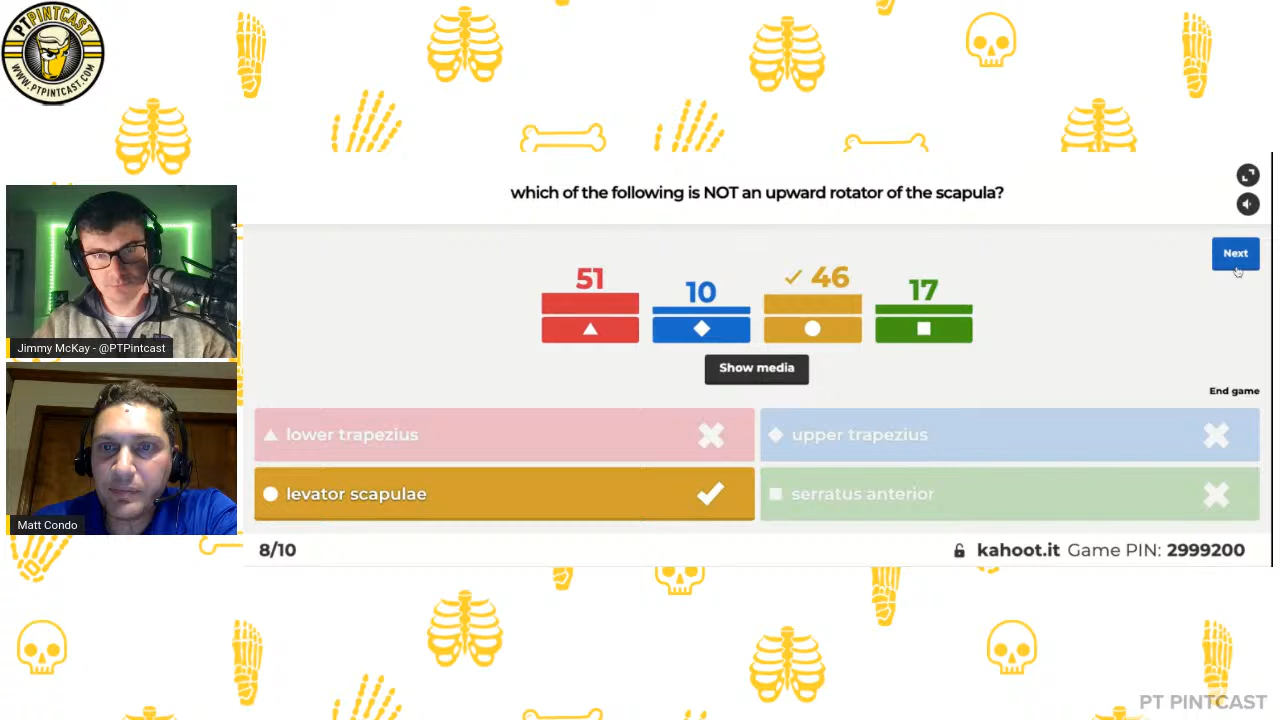 PTPINTCAST
WWW.PTPINTCAST.COM
which of the following is NOT an upward rotator of the scapula?
Next
51
10
46
17
Show media
End game
lower trapezius
upper trapezius
levator scapulae
serratus anterior
8/10
kahoot.it Game PIN: 2999200
Jimmy McKay - @PTPintcast
Matt Condo
PT PINTCAST